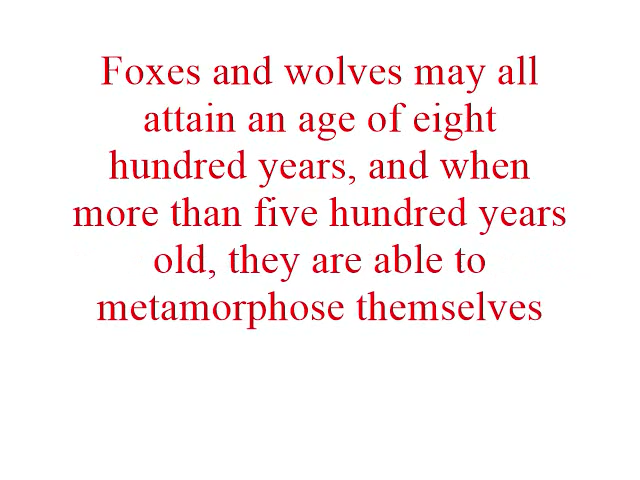 Foxes and wolves may all
attain an age of eight
hundred years, and when
more than five hundred years
old, they are able to
metamorphose themselves